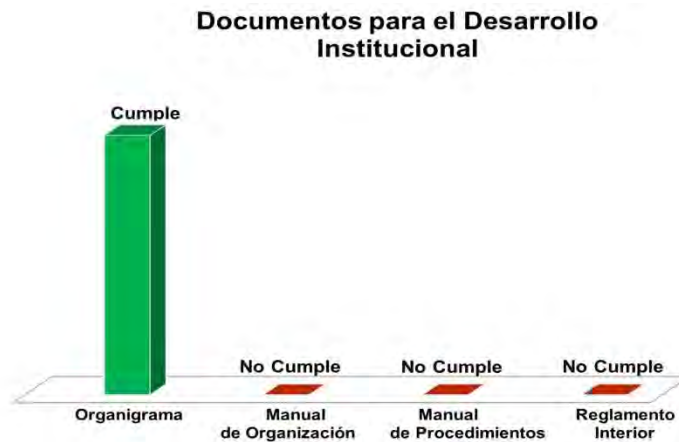 Documentos para el Desarrollo
Institucional
Cumple
No Cumple
No Cumple
No Cumple
Organigrama
Manual
de Organización
Manual
de Procedimientos
Reglamento
Interior